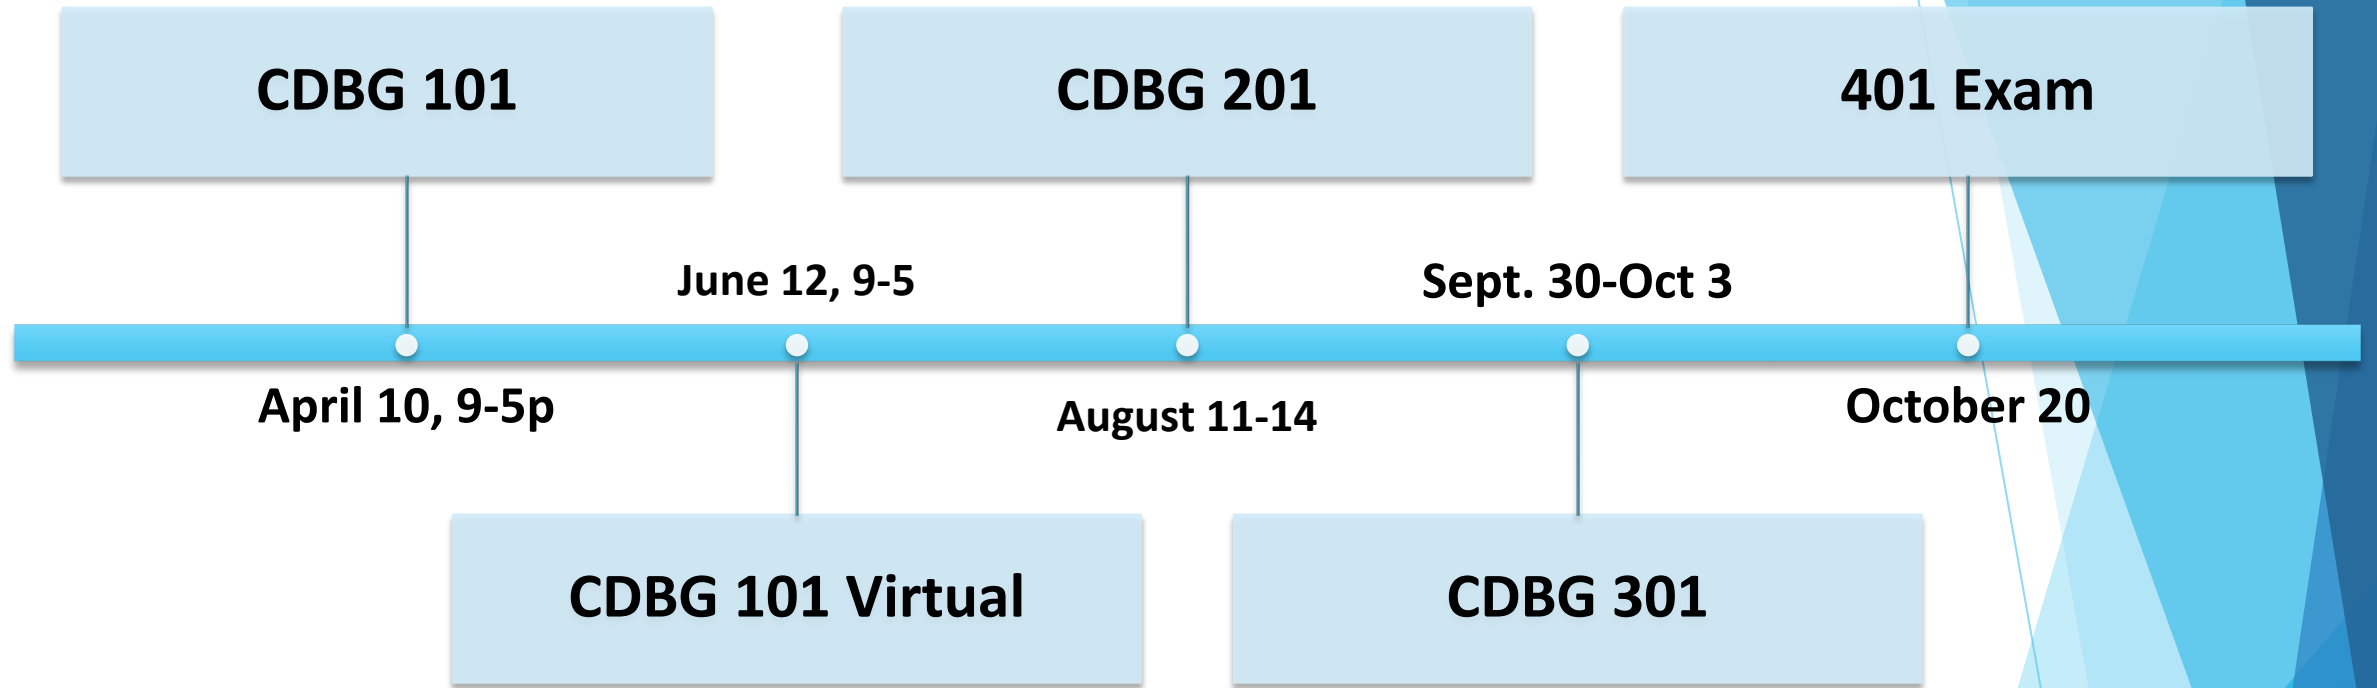 CDBG 101
CDBG 201
401 Exam
June 12, 9-5
Sept. 30-Oct 3
April 10, 9-5p
August 11-14
October 20
CDBG 101 Virtual
CDBG 301